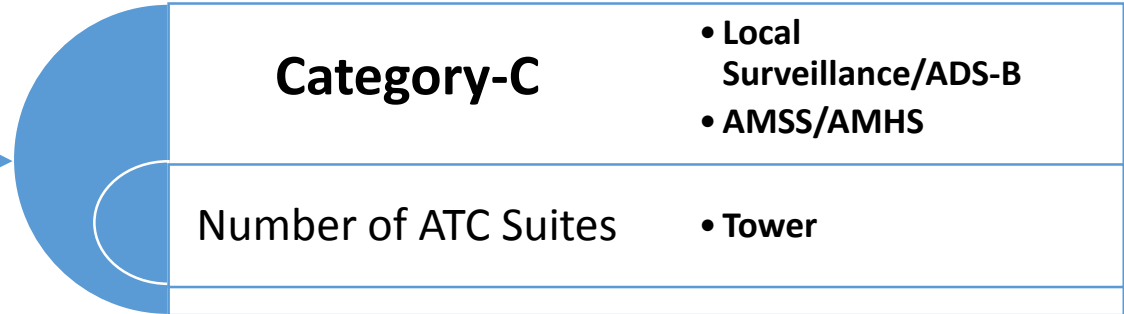 Category-C
• Local
Surveillance/ADS-B
• AMSS/AMHS
Number of ATC Suites
• Tower